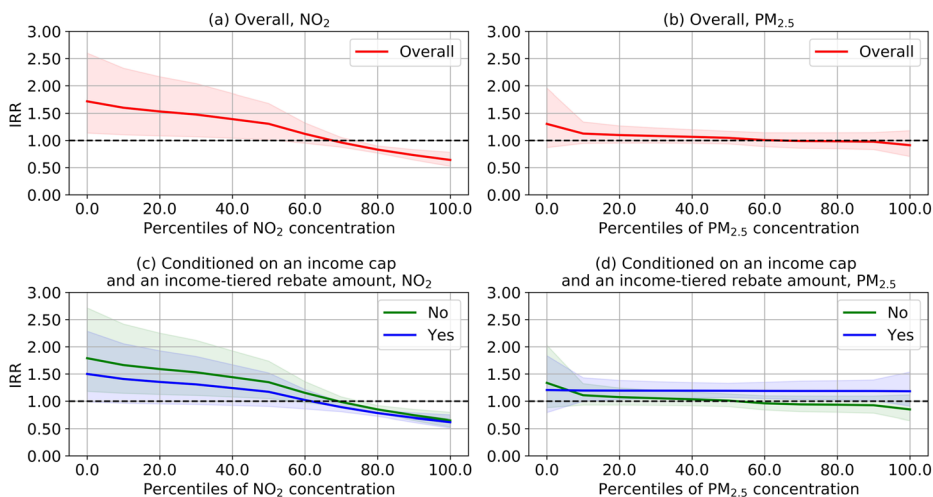 (a) Overall, NO₂
IRR
3.00
2.50
2.00
1.50
1.00
0.50
0.00
Overall
0.0 20.0 40.0 60.0 80.0 100.0
Percentiles of NO₂ concentration
(b) Overall, PM₂.₅
3.00
2.50
2.00
1.50
1.00
0.50
0.00
Overall
0.0 20.0 40.0 60.0 80.0 100.0
Percentiles of PM₂.₅ concentration
(c) Conditioned on an income cap
and an income-tiered rebate amount, NO₂
IRR
3.00
2.50
2.00
1.50
1.00
0.50
0.00
No
Yes
0.0 20.0 40.0 60.0 80.0 100.0
Percentiles of NO₂ concentration
(d) Conditioned on an income cap
and an income-tiered rebate amount, PM₂.₅
3.00
2.50
2.00
1.50
1.00
0.50
0.00
No
Yes
0.0 20.0 40.0 60.0 80.0 100.0
Percentiles of PM₂.₅ concentration